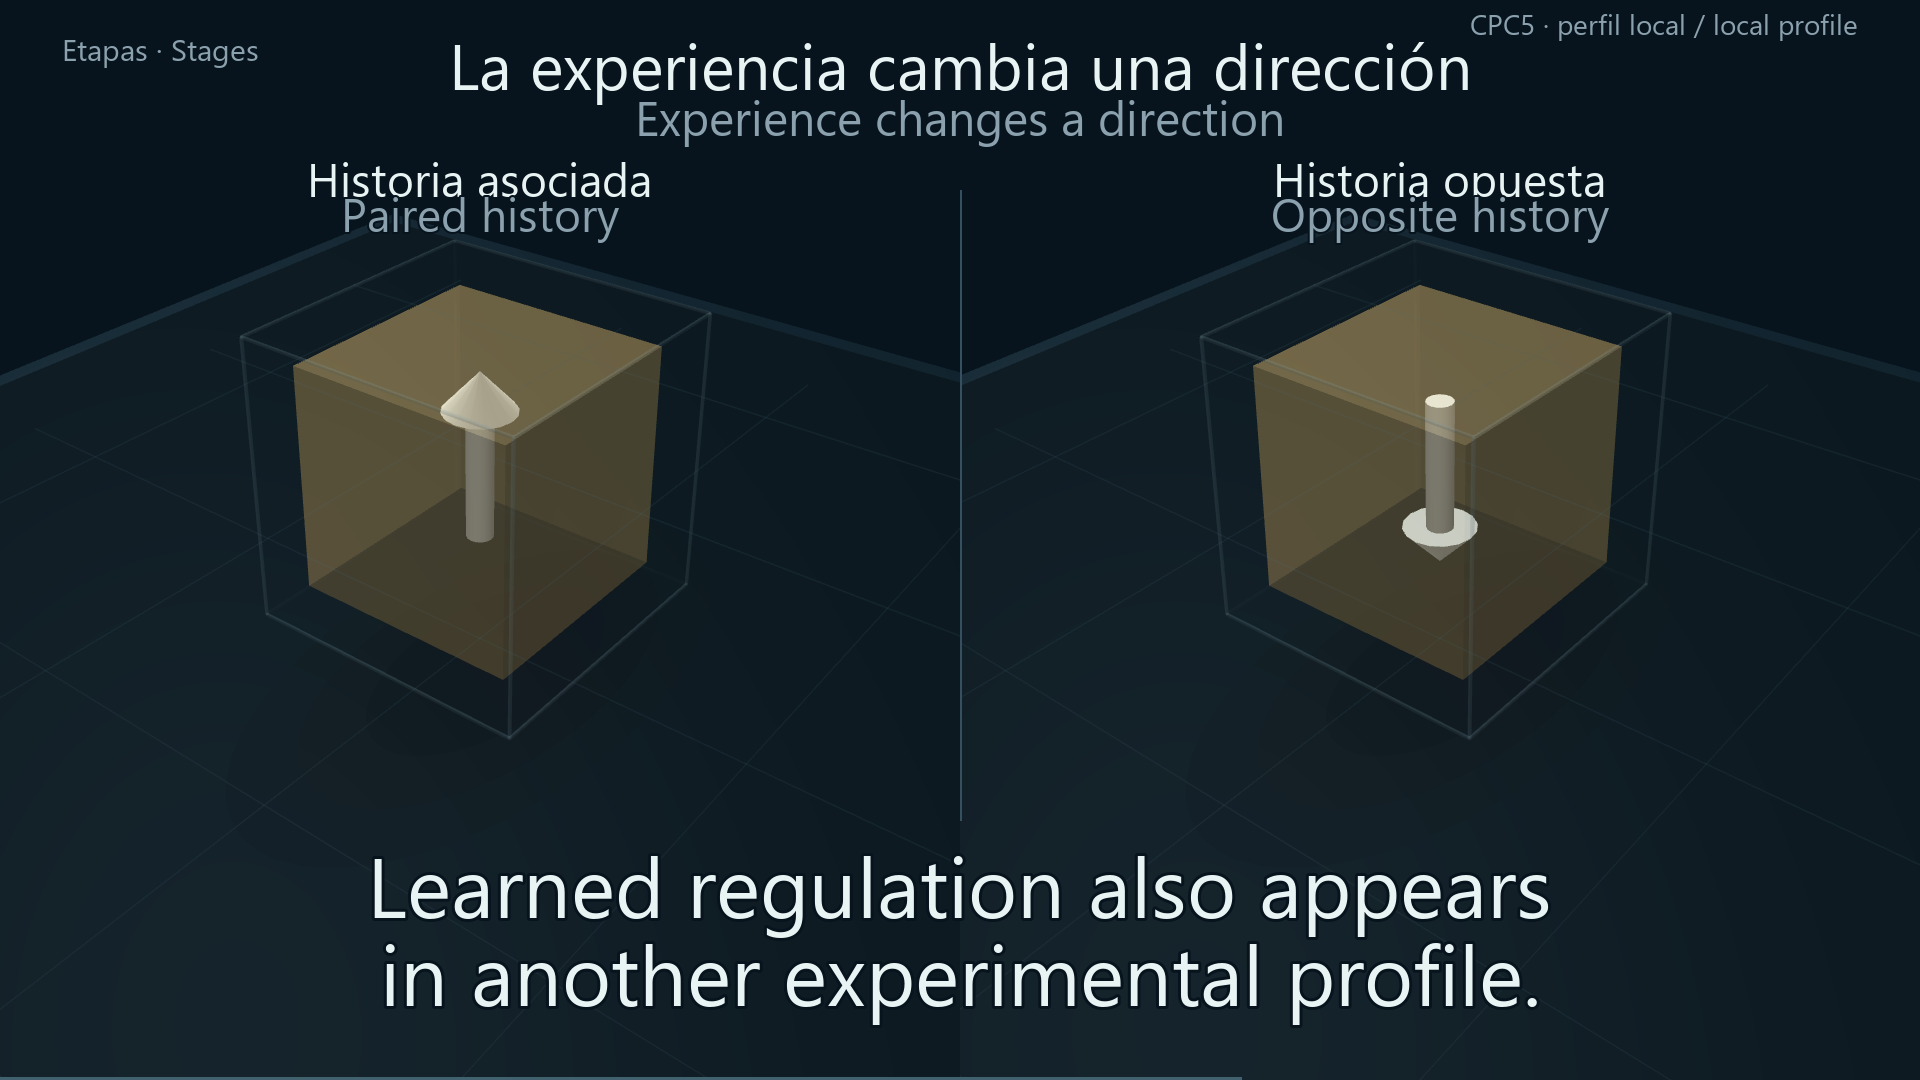 Etapas · Stages
CPC5 · perfil local / local profile
La experiencia cambia una dirección
Experience changes a direction
Historia asociada
Paired history
Historia opuesta
Opposite history
Learned regulation also appears
in another experimental profile.